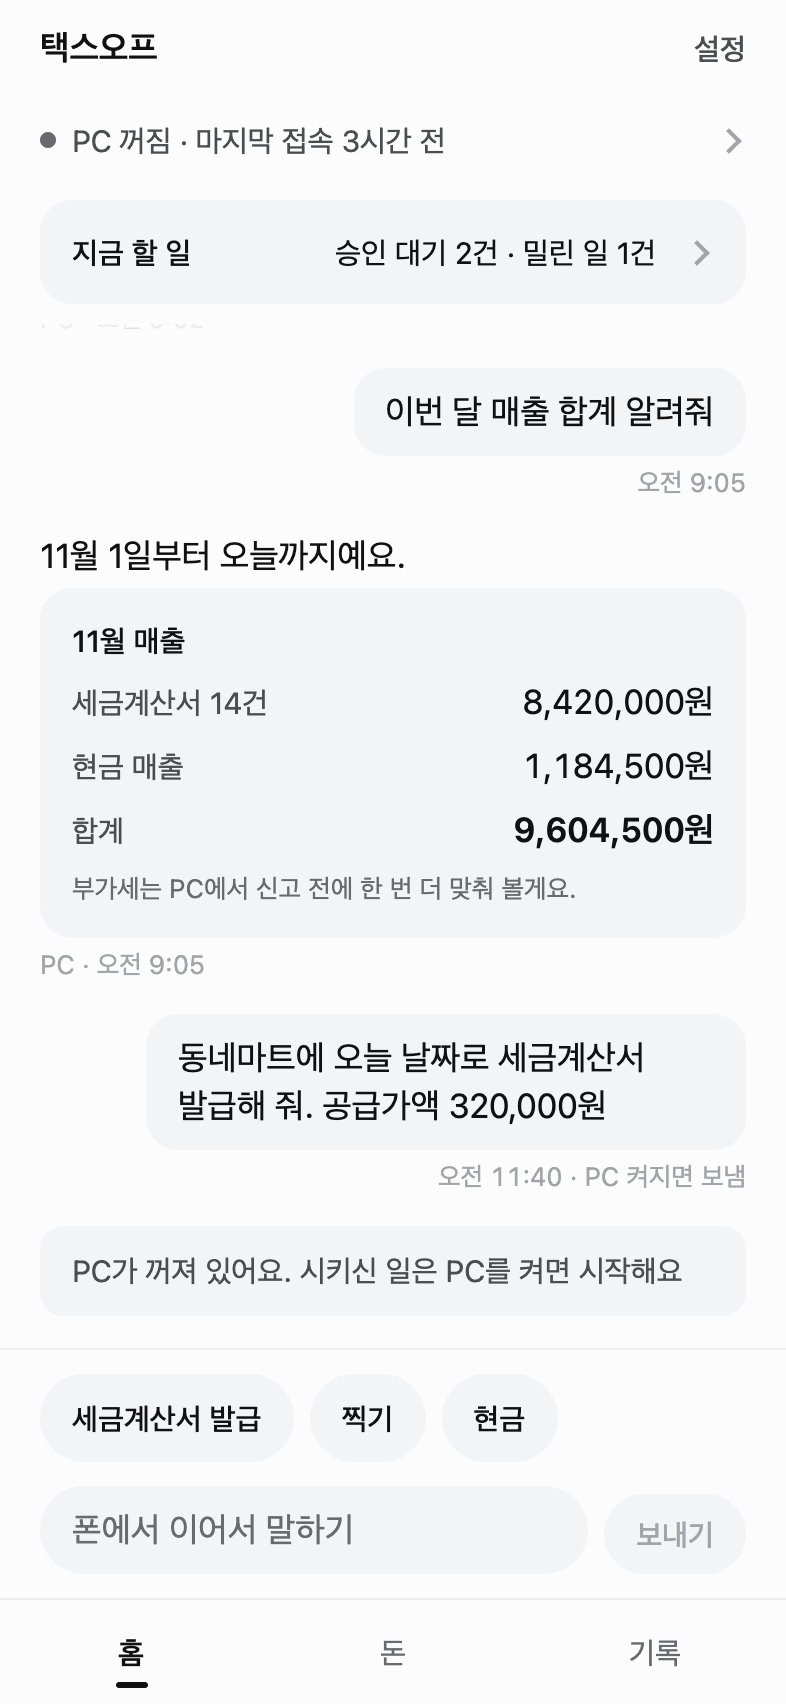 택스오프
설정
PC 꺼짐 · 마지막 접속 3시간 전
지금 할 일
승인 대기 2건 · 밀린 일 1건
이번 달 매출 합계 알려줘
오전 9:05
11월 1일부터 오늘까지예요.
11월 매출
세금계산서 14건
8,420,000원
현금 매출
1,184,500원
합계
9,604,500원
부가세는 PC에서 신고 전에 한 번 더 맞춰 볼게요.
PC · 오전 9:05
동네마트에 오늘 날짜로 세금계산서
발급해 줘. 공급가액 320,000원
오전 11:40 · PC 켜지면 보냄
PC가 꺼져 있어요. 시키신 일은 PC를 켜면 시작해요
세금계산서 발급
찍기
현금
폰에서 이어서 말하기
보내기
홈
돈
기록